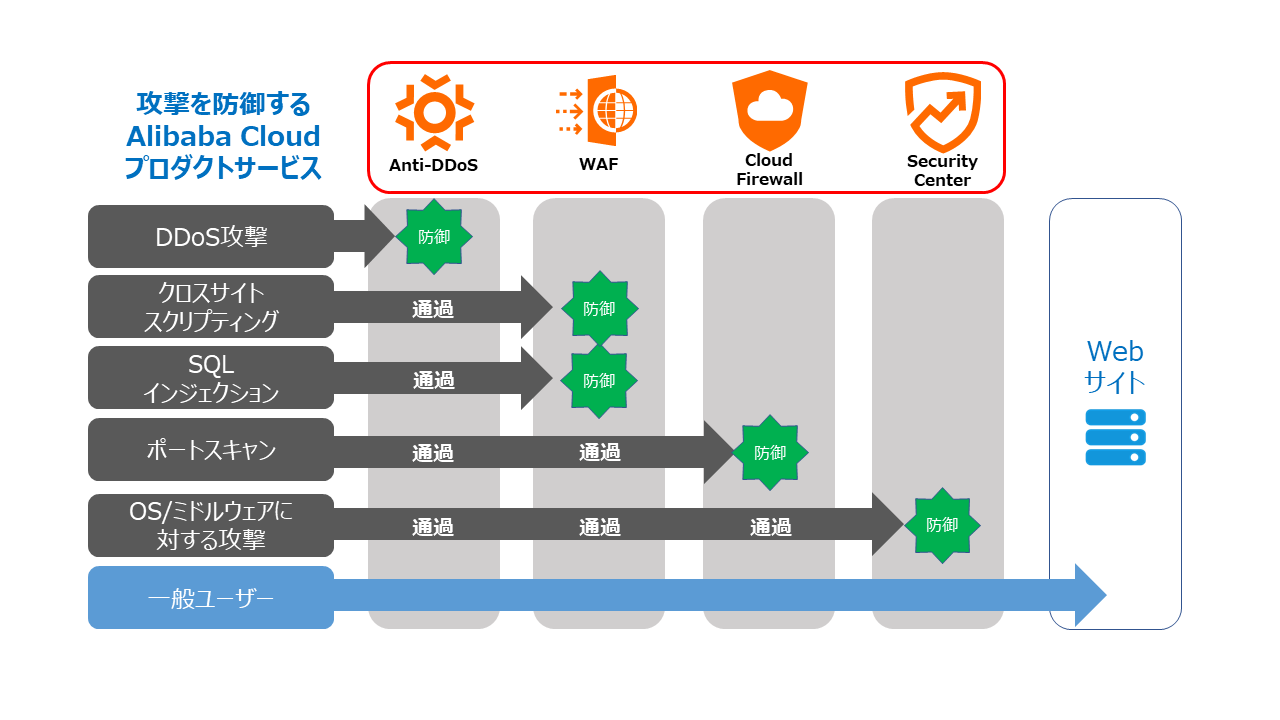 攻撃を防御する
Alibaba Cloud
プロダクトサービス
Anti-DDoS
WAF
Cloud
Firewall
Security
Center
DDoS攻撃
防御
クロスサイト
スクリプティング
通過
防御
SQL
インジェクション
通過
防御
ポートスキャン
通過
通過
防御
OS/ミドルウェアに
対する攻撃
通過
通過
通過
防御
一般ユーザー
Web
サイト